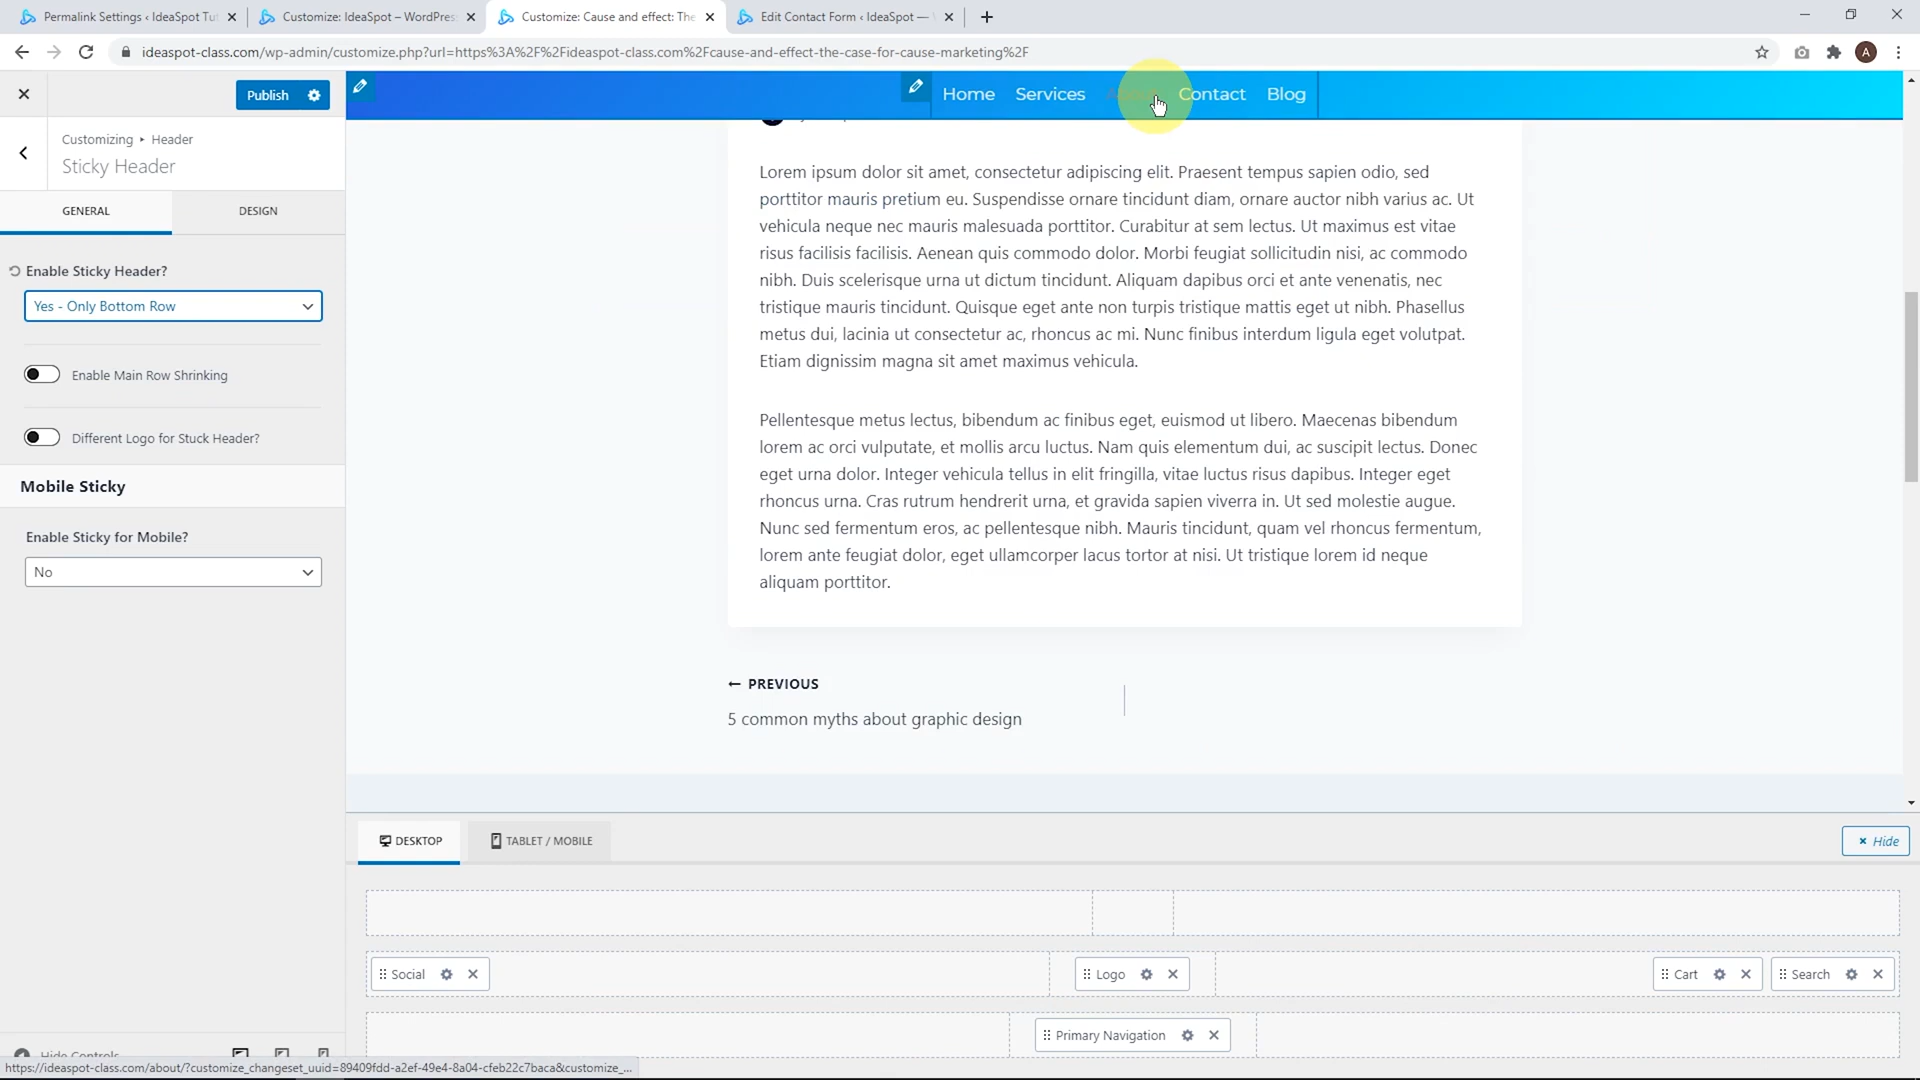 Permalink Settings ‹ IdeaSpot Tut
Customize: IdeaSpot – WordPress
Customize: Cause and effect: The
Edit Contact Form ‹ IdeaSpot —
ideaspot-class.com/wp-admin/customize.php?url=https%3A%2F%2Fideaspot-class.com%2Fcause-and-effect-the-case-for-cause-marketing%2F
A
Publish
Home Services Contact Blog
Customizing ▸ Header
Sticky Header
GENERAL DESIGN
Enable Sticky Header?
Yes - Only Bottom Row
Enable Main Row Shrinking
Different Logo for Stuck Header?
Mobile Sticky
Enable Sticky for Mobile?
No
Lorem ipsum dolor sit amet, consectetur adipiscing elit. Praesent tempus sapien odio, sed
porttitor mauris pretium eu. Suspendisse ornare tincidunt diam, ornare auctor nibh varius ac. Ut
vehicula neque nec mauris malesuada porttitor. Curabitur at sem lectus. Ut maximus est vitae
risus facilisis facilisis. Aenean quis commodo dolor. Morbi feugiat sollicitudin nisi, ac commodo
nibh. Duis scelerisque urna ut dictum tincidunt. Aliquam dapibus orci et ante venenatis, nec
tristique mauris tincidunt. Quisque eget ante non turpis tristique mattis eget ut nibh. Phasellus
metus dui, lacinia ut consectetur ac, rhoncus ac mi. Nunc finibus interdum ligula eget volutpat.
Etiam dignissim magna sit amet maximus vehicula.
Pellentesque metus lectus, bibendum ac finibus eget, euismod ut libero. Maecenas bibendum
lorem ac orci vulputate, et mollis arcu luctus. Nam quis elementum dui, ac suscipit lectus. Donec
eget urna dolor. Integer vehicula tellus in elit fringilla, vitae luctus risus dapibus. Integer eget
rhoncus urna. Cras rutrum hendrerit urna, et gravida sapien viverra in. Ut sed molestie augue.
Nunc sed fermentum eros, ac pellentesque nibh. Mauris tincidunt, quam vel rhoncus fermentum,
lorem ante feugiat dolor, eget ullamcorper lacus tortor at nisi. Ut tristique lorem id neque
aliquam porttitor.
← PREVIOUS
5 common myths about graphic design
DESKTOP TABLET / MOBILE
× Hide
Social Logo Cart Search
Primary Navigation
Hide Controls
https://ideaspot-class.com/about/?customize_changeset_uuid=89409fdd-a2ef-49e4-8a04-cfeb22c7baca&customize_...